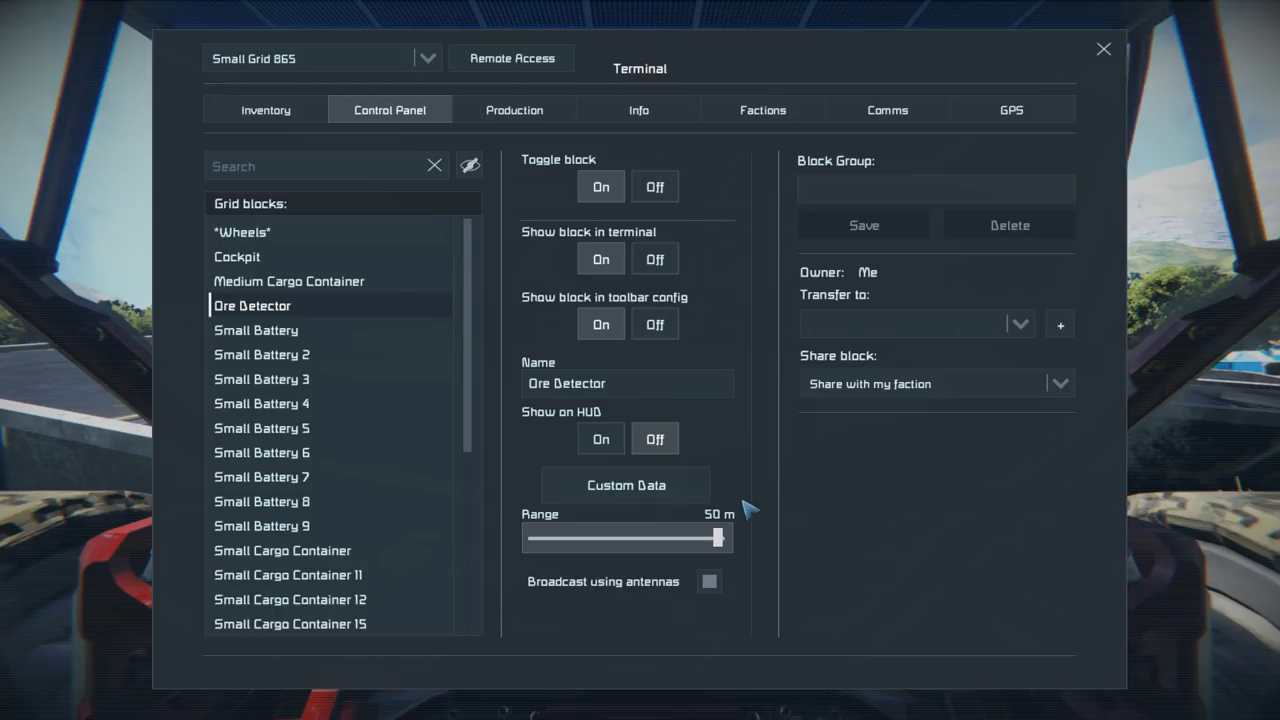 Small Grid 865
Remote Access
Terminal
Inventory
Control Panel
Production
Info
Factions
Comms
GPS
Search
Grid blocks:
*Wheels*
Cockpit
Medium Cargo Container
Ore Detector
Small Battery
Small Battery 2
Small Battery 3
Small Battery 4
Small Battery 5
Small Battery 6
Small Battery 7
Small Battery 8
Small Battery 9
Small Cargo Container
Small Cargo Container 11
Small Cargo Container 12
Small Cargo Container 15
Toggle block
On Off
Show block in terminal
On Off
Show block in toolbar config
On Off
Name
Ore Detector
Show on HUD
On Off
Custom Data
Range 50 m
Broadcast using antennas
Block Group:
Save Delete
Owner: Me
Transfer to:
+
Share block:
Share with my faction